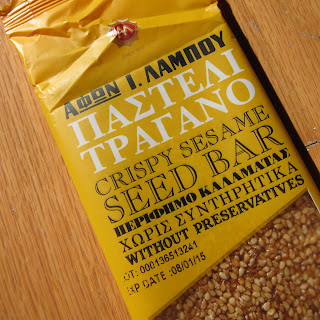 ΑΦΩΝ Ι. ΛΑΜΠΟΥ
ΠΑΣΤΕΛΙ
ΤΡΑΓΑΝΟ
CRISPY SESAME
SEED BAR
ΠΕΡΙΦΗΜΟ ΚΑΛΑΜΑΤΑΣ
ΧΩΡΙΣ ΣΥΝΤΗΡΗΤΙΚΑ
WITHOUT PRESERVATIVES
OT: 000136513241
EXP DATE :08/01/15